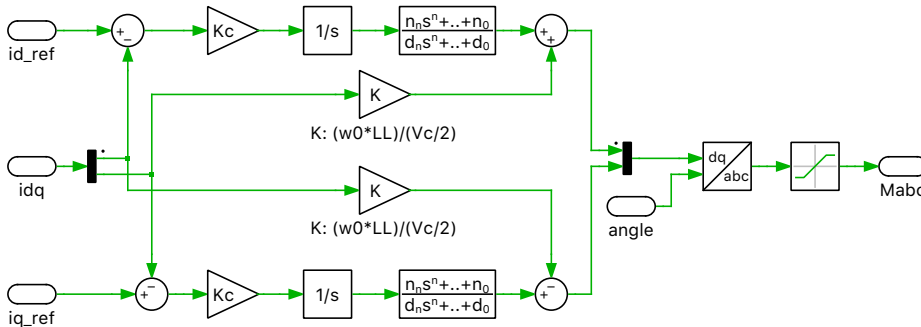 id_ref
+
−
Kc
1/s
nₙsⁿ+..+n₀
dₙsⁿ+..+d₀
+
+
K
K: (w0*LL)/(Vc/2)
idq
K
K: (w0*LL)/(Vc/2)
angle
dq
abc
Mabc
iq_ref
+
−
Kc
1/s
nₙsⁿ+..+n₀
dₙsⁿ+..+d₀
+
−